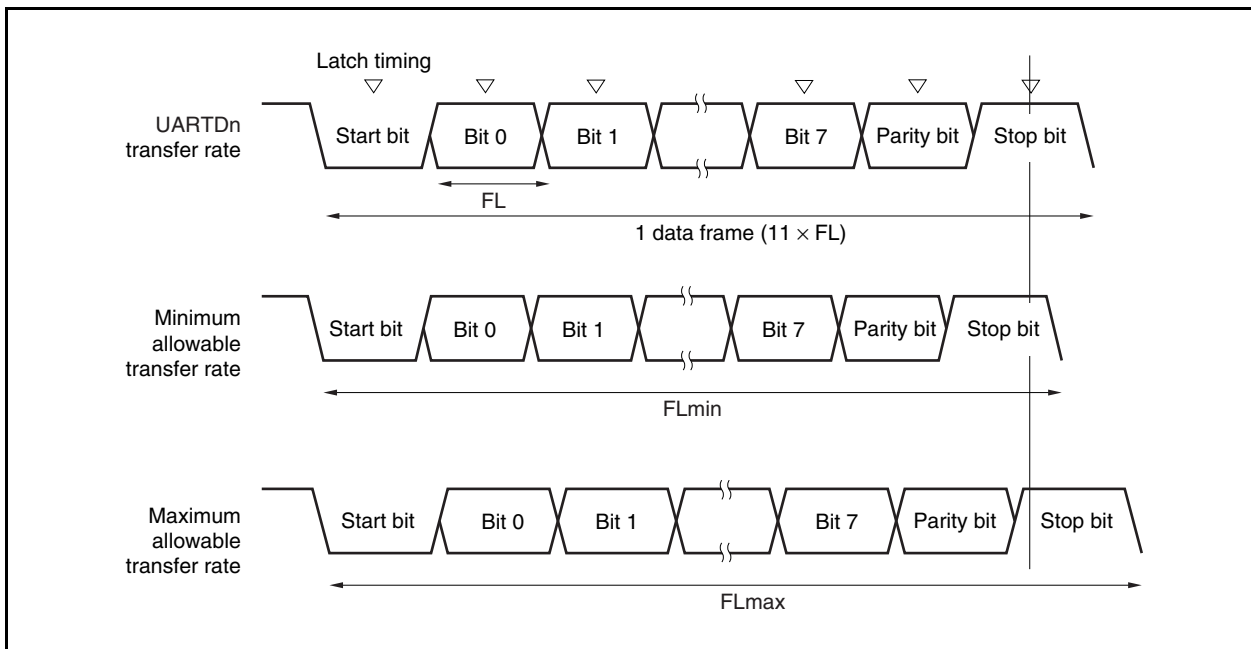 Latch timing
UARTDn
transfer rate
Start bit
Bit 0
Bit 1
Bit 7
Parity bit
Stop bit
FL
1 data frame (11 × FL)
Minimum
allowable
transfer rate
Start bit
Bit 0
Bit 1
Bit 7
Parity bit
Stop bit
FLmin
Maximum
allowable
transfer rate
Start bit
Bit 0
Bit 1
Bit 7
Parity bit
Stop bit
FLmax